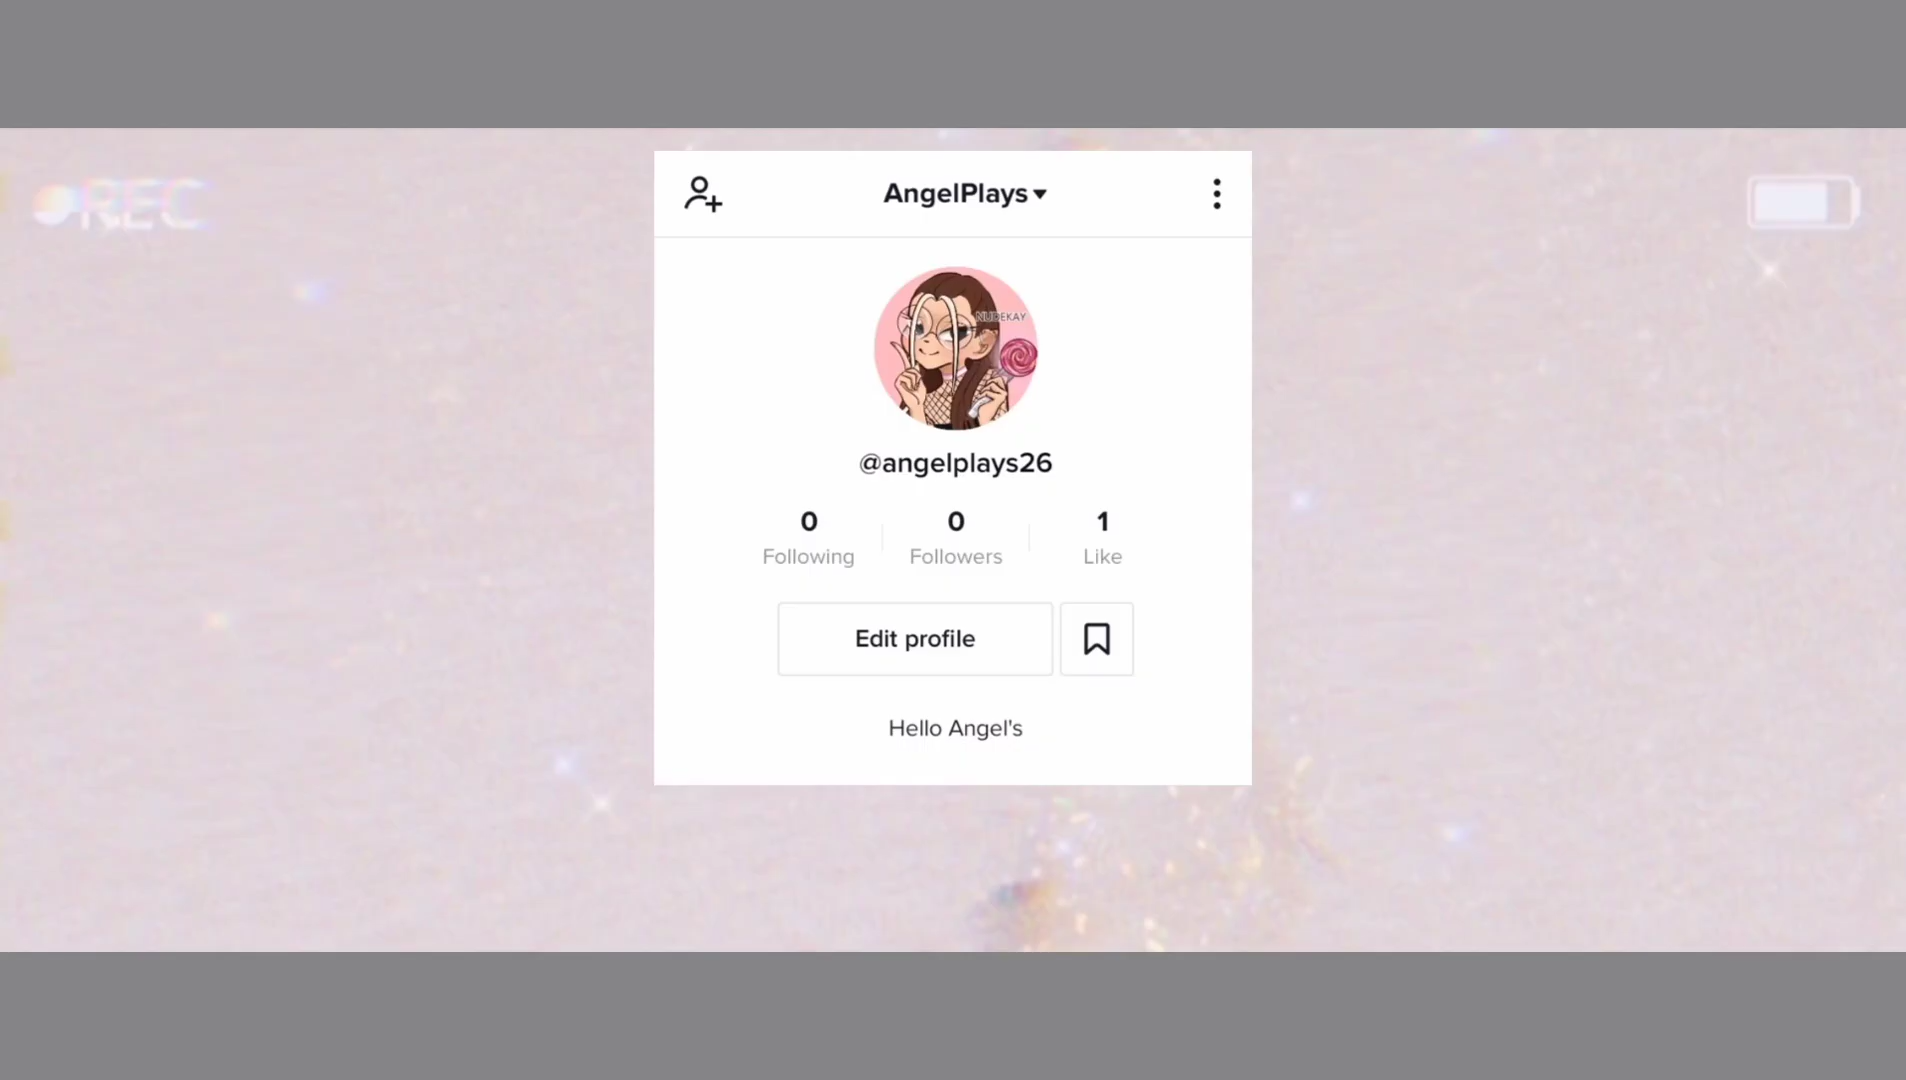 REC
AngelPlays
NUDEKAY
@angelplays26
0 0 1
Following Followers Like
Edit profile
Hello Angel's